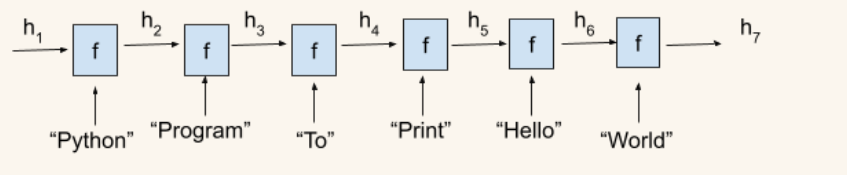 h1 h2 h3 h4 h5 h6 h7
f f f f f f
“Python” “Program” “To” “Print” “Hello” “World”